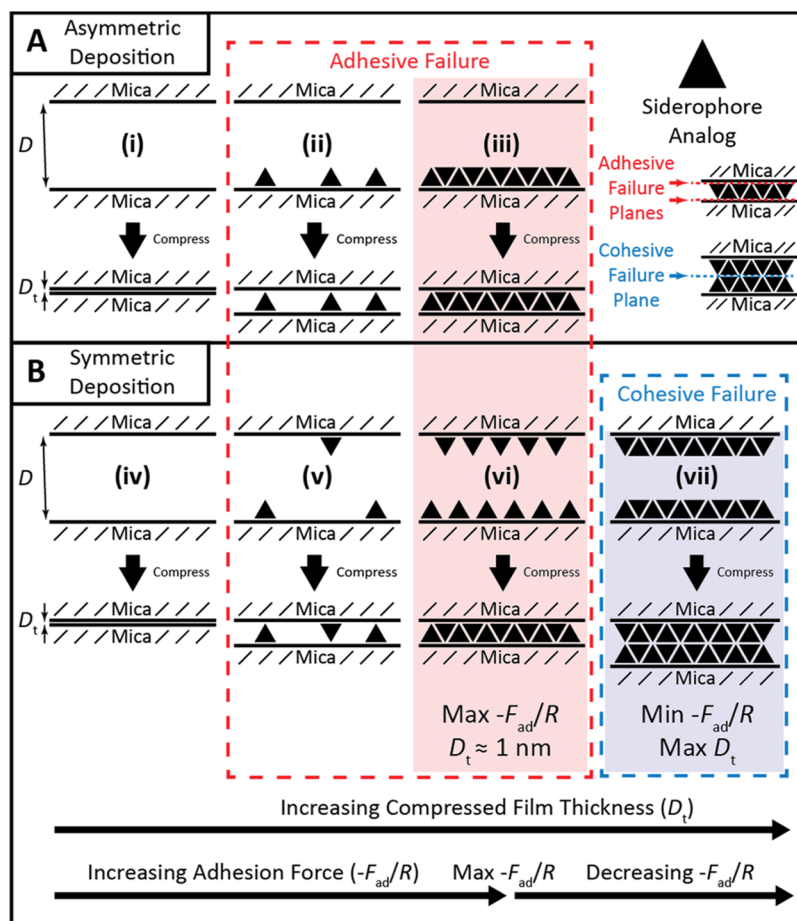 A
Asymmetric
Deposition
Adhesive Failure
Siderophore
Analog
Mica
Mica
Mica
D
(i)
(ii)
(iii)
Adhesive
Failure
Planes
Mica
Mica
Mica
Mica
Mica
Compress
Compress
Compress
Cohesive
Failure
Plane
Mica
Mica
Mica
Mica
Mica
Dt
Mica
Mica
Mica
B
Symmetric
Deposition
Cohesive Failure
Mica
Mica
Mica
Mica
D
(iv)
(v)
(vi)
(vii)
Mica
Mica
Mica
Mica
Compress
Compress
Compress
Compress
Mica
Mica
Mica
Mica
Dt
Mica
Mica
Mica
Mica
Max -Fad/R
Dt ≈ 1 nm
Min -Fad/R
Max Dt
Increasing Compressed Film Thickness (Dt)
Increasing Adhesion Force (-Fad/R)
Max -Fad/R
Decreasing -Fad/R